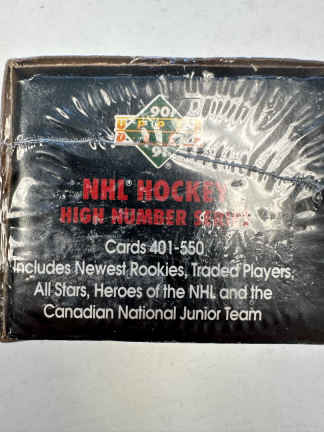 90
UPPER
91
NHL® HOCKEY
HIGH NUMBER SERIES
Cards 401-550
Includes Newest Rookies, Traded Players,
All Stars, Heroes of the NHL and the
Canadian National Junior Team